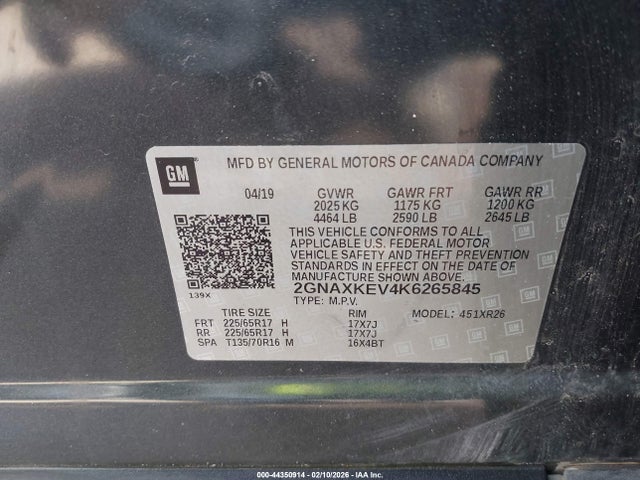 GM
MFD BY GENERAL MOTORS OF CANADA COMPANY
04/19 GVWR GAWR FRT GAWR RR
2025 KG 1175 KG 1200 KG
4464 LB 2590 LB 2645 LB
THIS VEHICLE CONFORMS TO ALL
APPLICABLE U.S. FEDERAL MOTOR
VEHICLE SAFETY AND THEFT PREVENTION
STANDARDS IN EFFECT ON THE DATE OF
MANUFACTURE SHOWN ABOVE.
2GNAXKEV4K6265845
139X TYPE: M.P.V.
TIRE SIZE RIM MODEL: 451XR26
FRT 225/65R17 H 17X7J
RR 225/65R17 H 17X7J
SPA T135/70R16 M 16X4BT
000-44350914 - 02/10/2026 - IAA Inc.